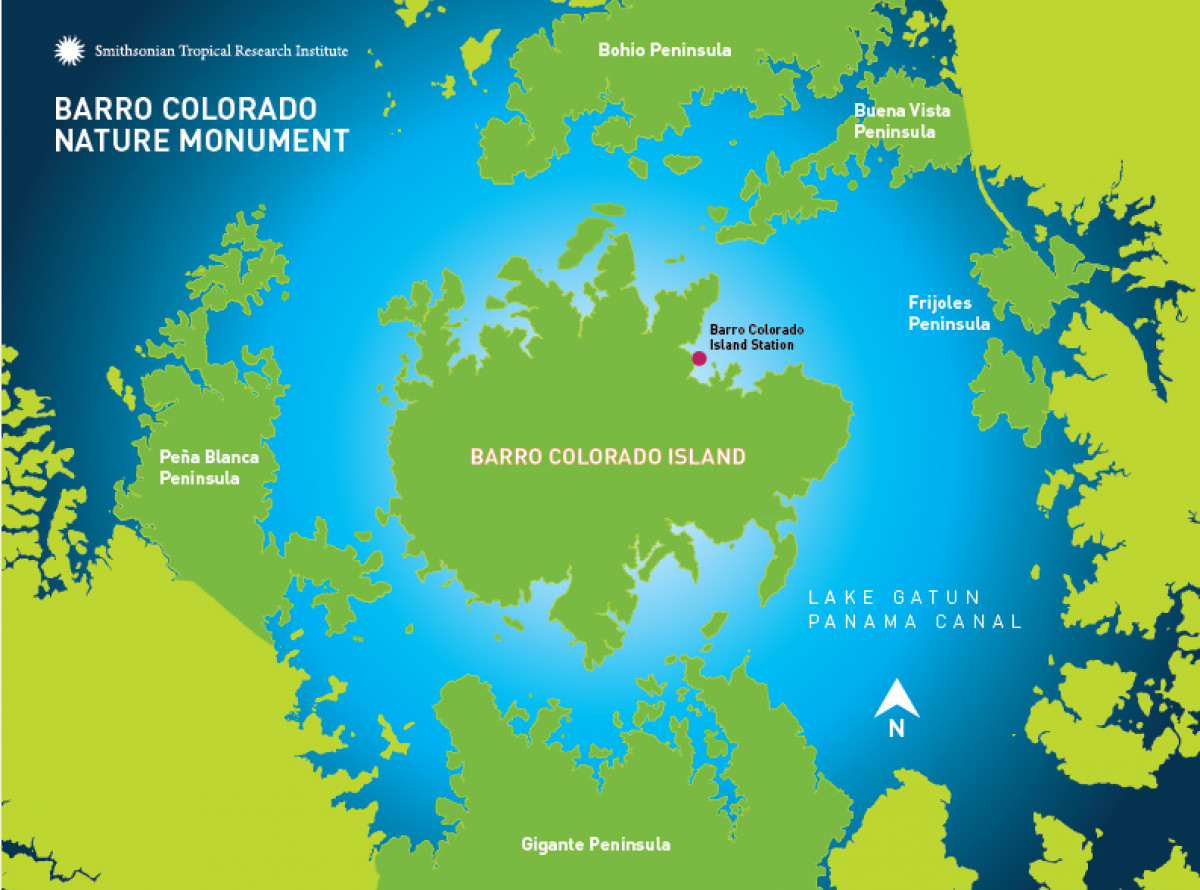 Smithsonian Tropical Research Institute
BARRO COLORADO
NATURE MONUMENT
Bohio Peninsula
Buena Vista
Peninsula
Frijoles
Peninsula
Barro Colorado
Island Station
Peña Blanca
Peninsula
BARRO COLORADO ISLAND
LAKE GATUN
PANAMA CANAL
N
Gigante Peninsula